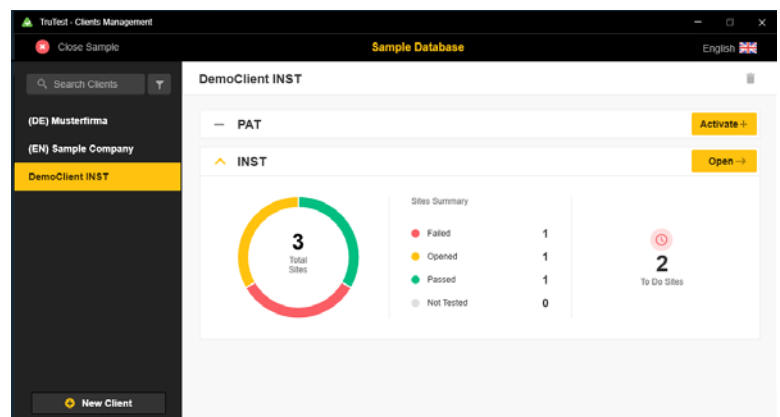 TruTest - Clients Management
Close Sample
Sample Database
English
Search Clients
DemoClient INST
(DE) Musterfirma
(EN) Sample Company
DemoClient INST
PAT
Activate +
INST
Open →
3
Total
Sites
Sites Summary
Failed 1
Opened 1
Passed 1
Not Tested 0
2
To Do Sites
New Client